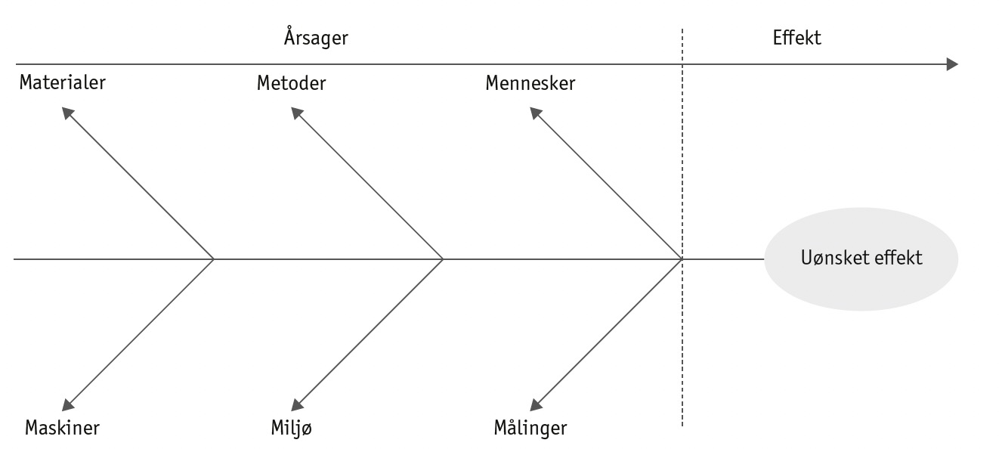 Årsager
Effekt
Materialer
Metoder
Mennesker
Uønsket effekt
Maskiner
Miljø
Målinger